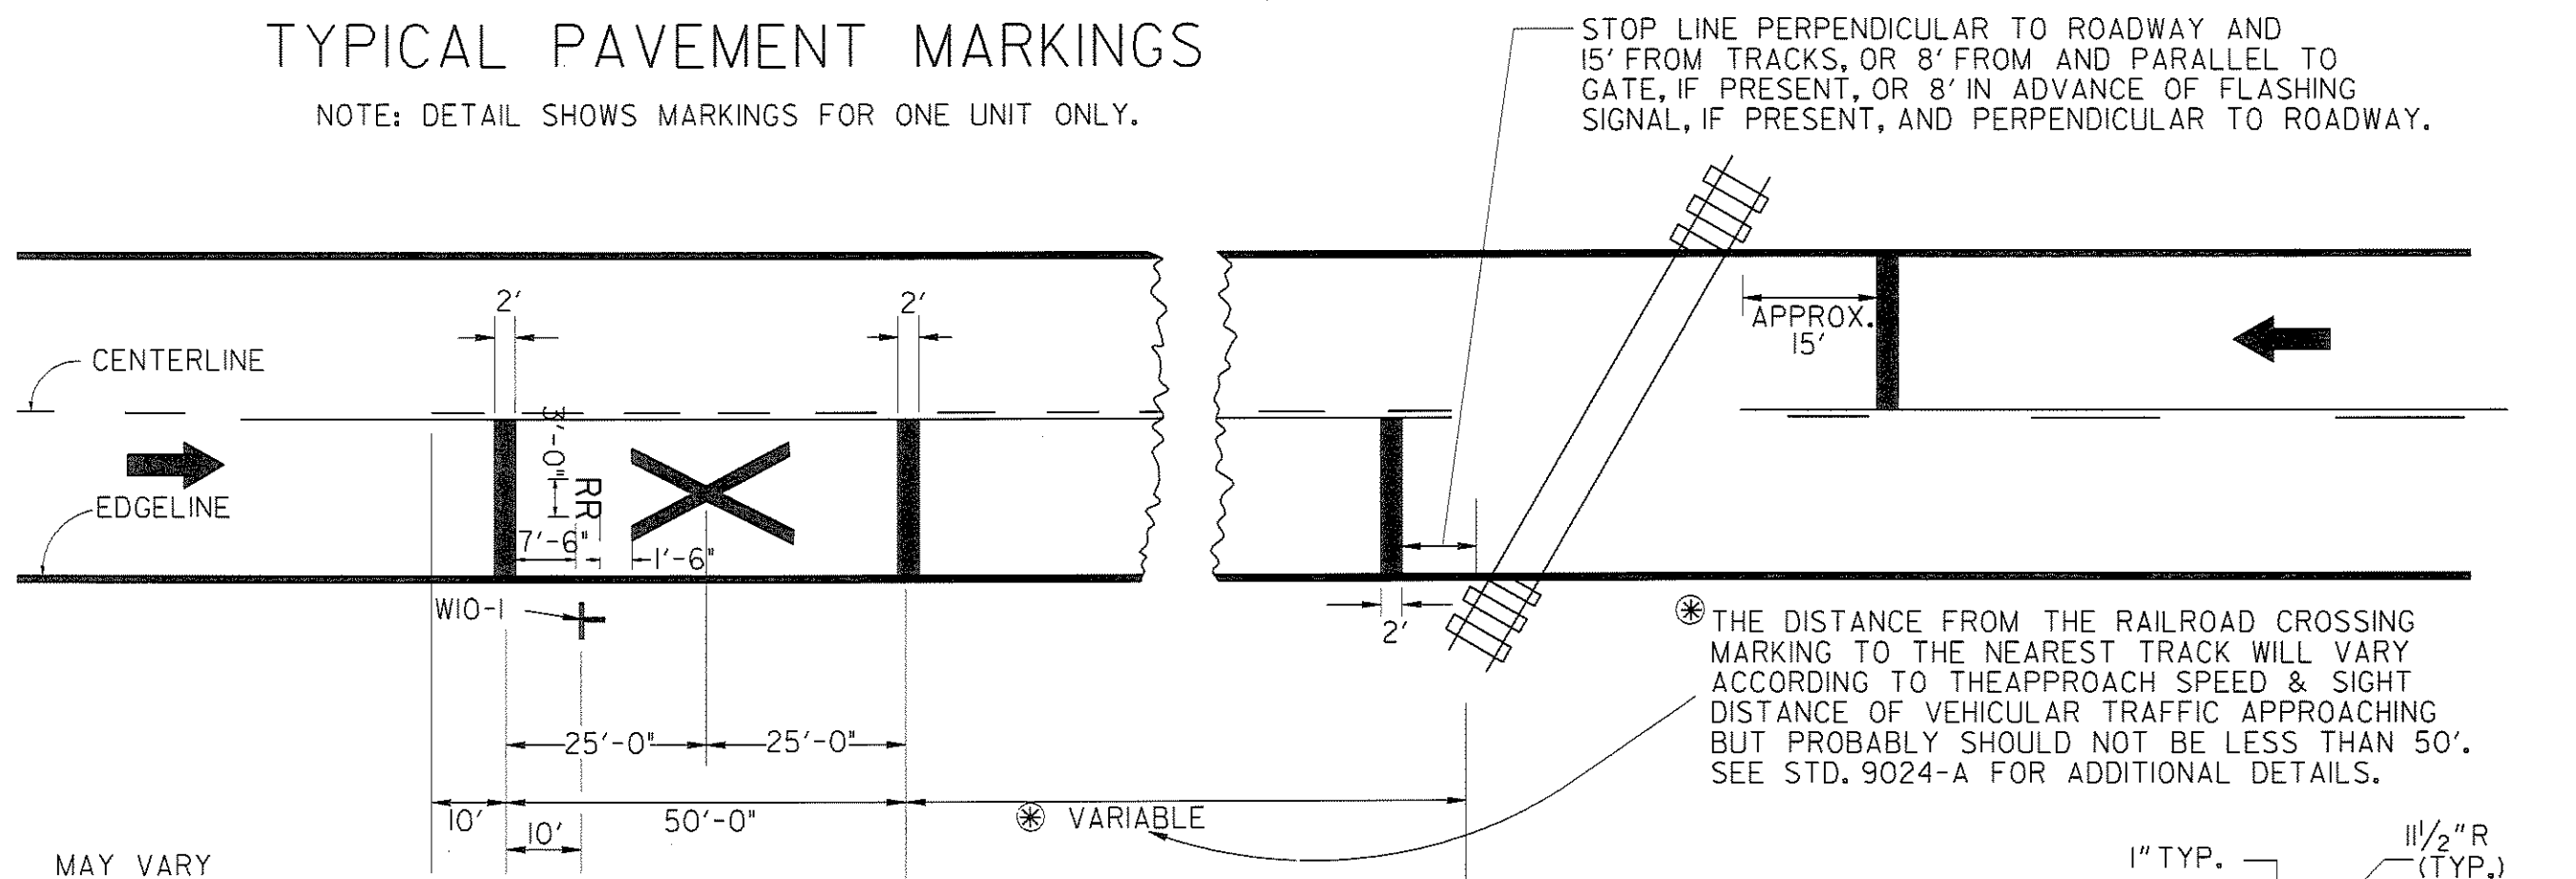 TYPICAL PAVEMENT MARKINGS
NOTE: DETAIL SHOWS MARKINGS FOR ONE UNIT ONLY.
STOP LINE PERPENDICULAR TO ROADWAY AND
15' FROM TRACKS, OR 8' FROM AND PARALLEL TO
GATE, IF PRESENT, OR 8' IN ADVANCE OF FLASHING
SIGNAL, IF PRESENT, AND PERPENDICULAR TO ROADWAY.
2'
2'
APPROX.
15'
CENTERLINE
3'-0"
RR
EDGELINE
7'-6"
1'-6"
W10-1
2'
✱ THE DISTANCE FROM THE RAILROAD CROSSING
MARKING TO THE NEAREST TRACK WILL VARY
ACCORDING TO THEAPPROACH SPEED & SIGHT
DISTANCE OF VEHICULAR TRAFFIC APPROACHING
BUT PROBABLY SHOULD NOT BE LESS THAN 50'.
SEE STD. 9024-A FOR ADDITIONAL DETAILS.
25'-0"
25'-0"
10'
50'-0"
✱ VARIABLE
10'
MAY VARY
1" TYP.
11 1/2" R
(TYP.)